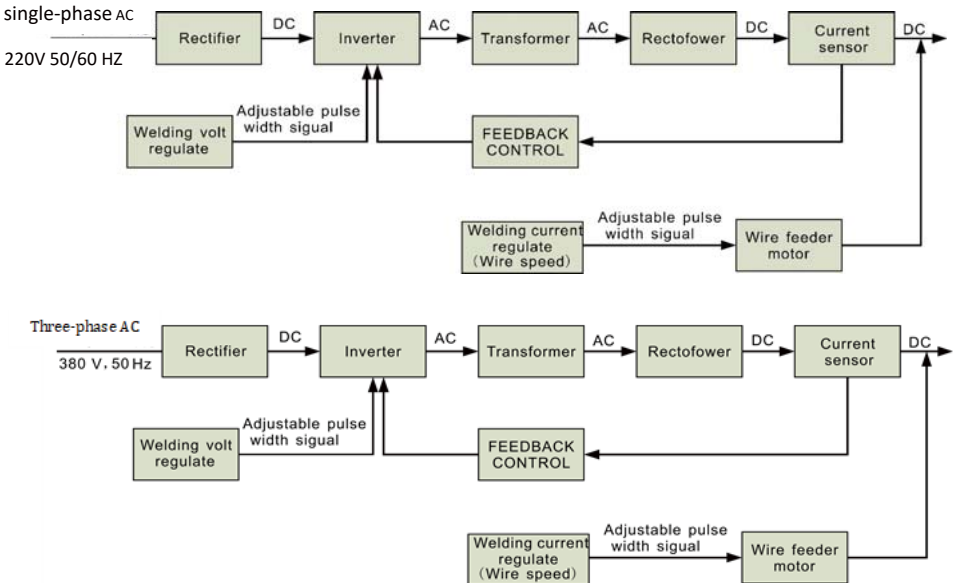 single-phase AC
220V 50/60 HZ
Rectifier
DC
Inverter
AC
Transformer
AC
Rectofower
DC
Current
sensor
DC
Welding volt
regulate
Adjustable pulse
width sigual
FEEDBACK
CONTROL
Welding current
regulate
(Wire speed)
Adjustable pulse
width sigual
Wire feeder
motor
Three-phase AC
380 V, 50 Hz
Rectifier
DC
Inverter
AC
Transformer
AC
Rectofower
DC
Current
sensor
DC
Welding volt
regulate
Adjustable pulse
width sigual
FEEDBACK
CONTROL
Welding current
regulate
(Wire speed)
Adjustable pulse
width sigual
Wire feeder
motor